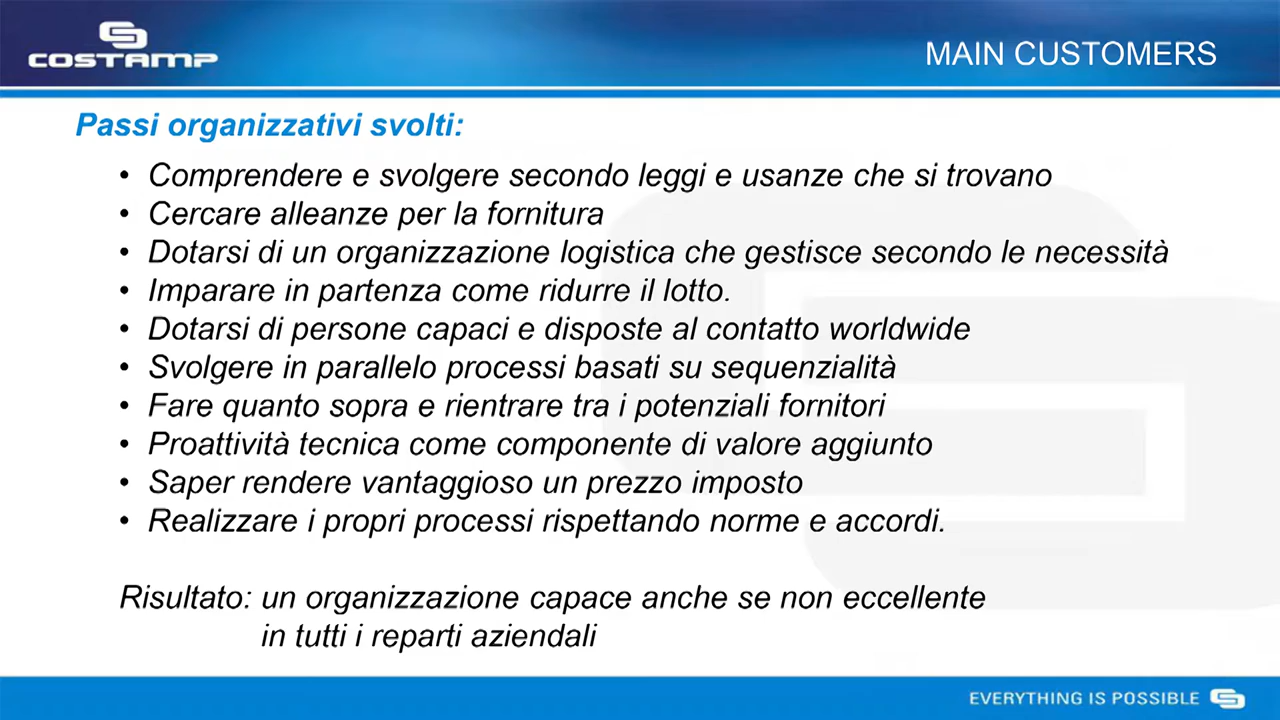 COSTAMP
MAIN CUSTOMERS
Passi organizzativi svolti:
• Comprendere e svolgere secondo leggi e usanze che si trovano
• Cercare alleanze per la fornitura
• Dotarsi di un organizzazione logistica che gestisce secondo le necessità
• Imparare in partenza come ridurre il lotto.
• Dotarsi di persone capaci e disposte al contatto worldwide
• Svolgere in parallelo processi basati su sequenzialità
• Fare quanto sopra e rientrare tra i potenziali fornitori
• Proattività tecnica come componente di valore aggiunto
• Saper rendere vantaggioso un prezzo imposto
• Realizzare i propri processi rispettando norme e accordi.
Risultato: un organizzazione capace anche se non eccellente
in tutti i reparti aziendali
EVERYTHING IS POSSIBLE